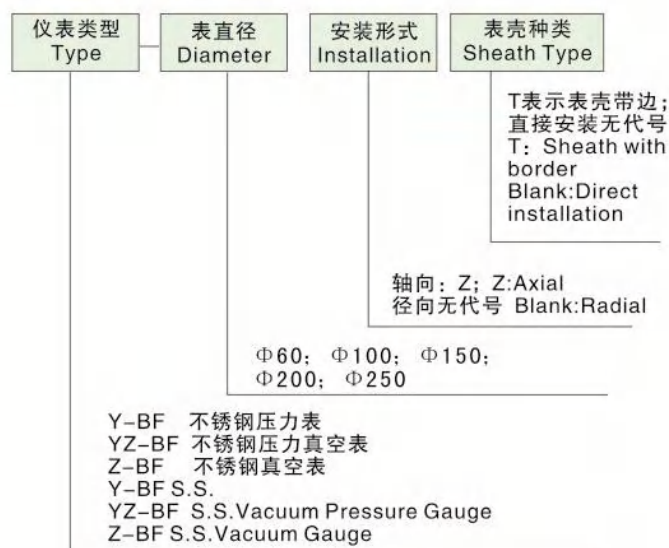 仪表类型
Type
表直径
Diameter
安装形式
Installation
表壳种类
Sheath Type
T表示表壳带边；
直接安装无代号
T：Sheath with
border
Blank:Direct
installation
轴向：Z；Z:Axial
径向无代号 Blank:Radial
Φ60；Φ100；Φ150；
Φ200；Φ250
Y-BF 不锈钢压力表
YZ-BF 不锈钢压力真空表
Z-BF 不锈钢真空表
Y-BF S.S.
YZ-BF S.S.Vacuum Pressure Gauge
Z-BF S.S.Vacuum Gauge